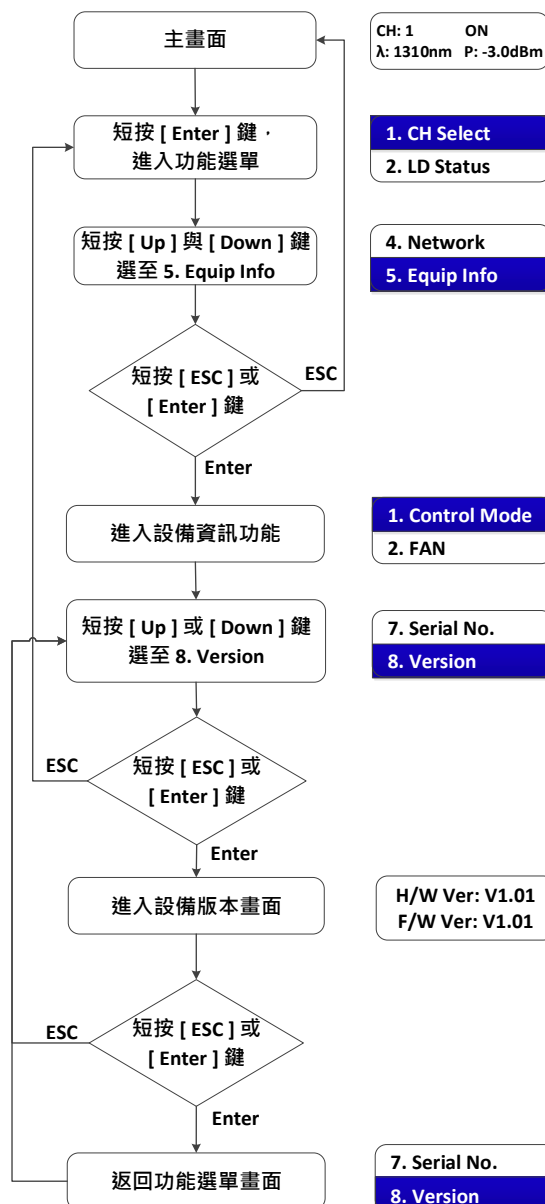 主畫面
CH: 1 ON
λ: 1310nm P: -3.0dBm
短按 [ Enter ] 鍵，
進入功能選單
1. CH Select
2. LD Status
短按 [ Up ] 與 [ Down ] 鍵
選至 5. Equip Info
4. Network
5. Equip Info
短按 [ ESC ] 或
[ Enter ] 鍵
ESC
Enter
進入設備資訊功能
1. Control Mode
2. FAN
短按 [ Up ] 或 [ Down ] 鍵
選至 8. Version
7. Serial No.
8. Version
短按 [ ESC ] 或
[ Enter ] 鍵
ESC
Enter
進入設備版本畫面
H/W Ver: V1.01
F/W Ver: V1.01
短按 [ ESC ] 或
[ Enter ] 鍵
ESC
Enter
返回功能選單畫面
7. Serial No.
8. Version